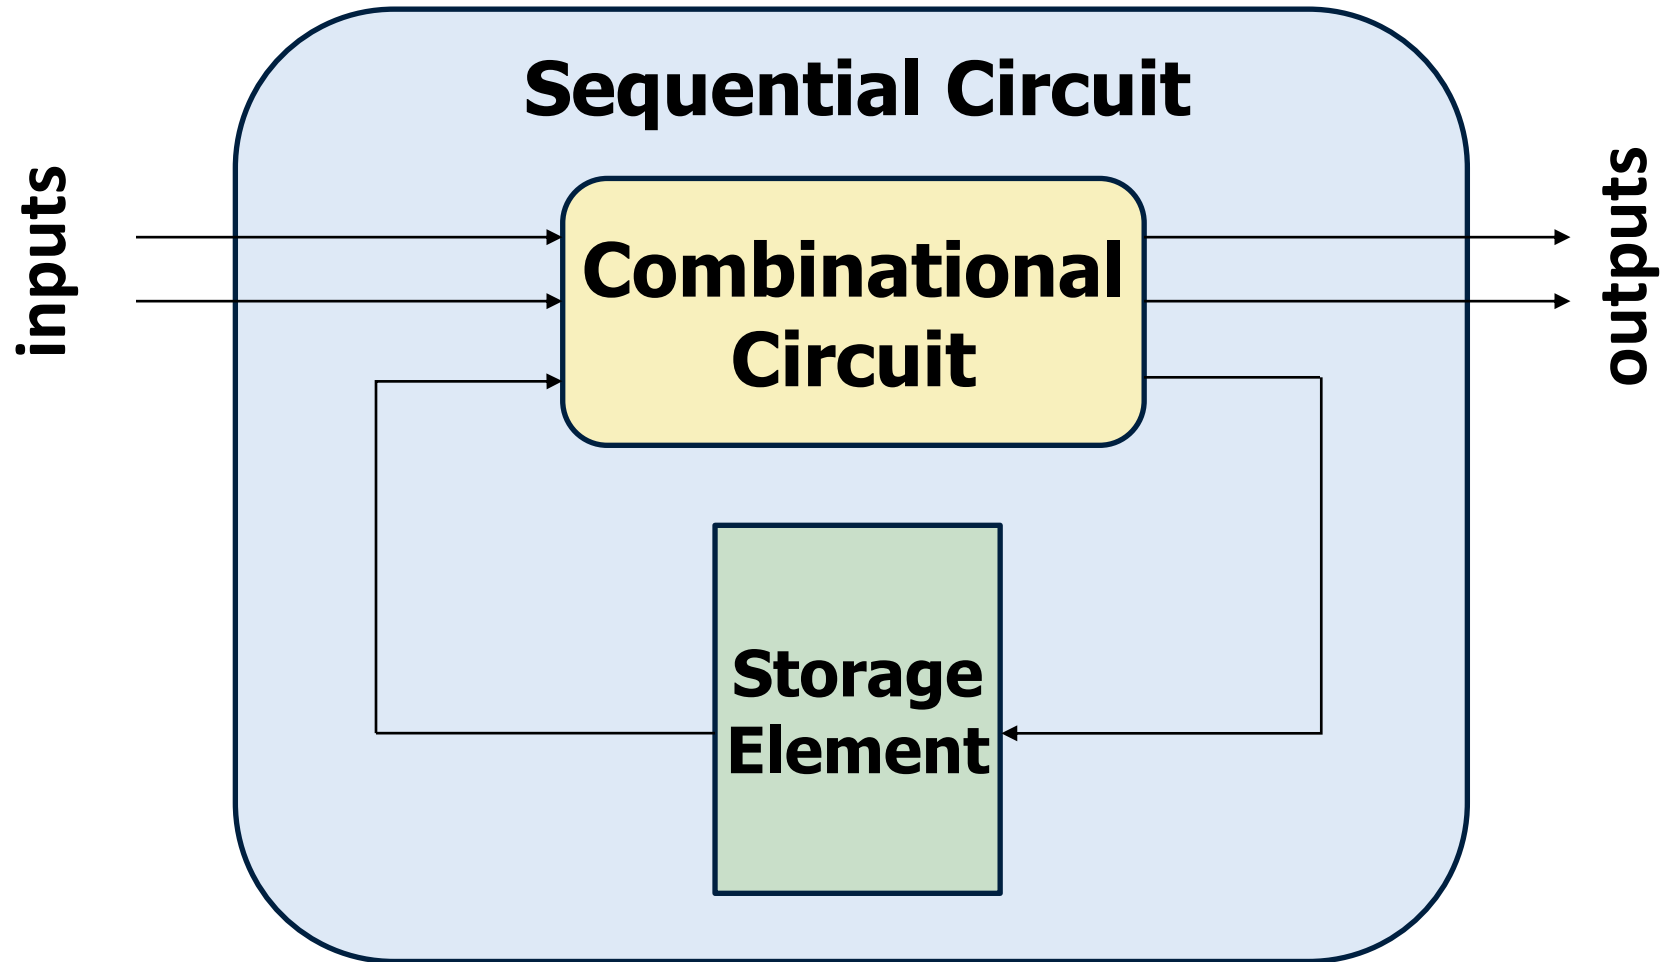 Sequential Circuit
inputs
Combinational
Circuit
outputs
Storage
Element